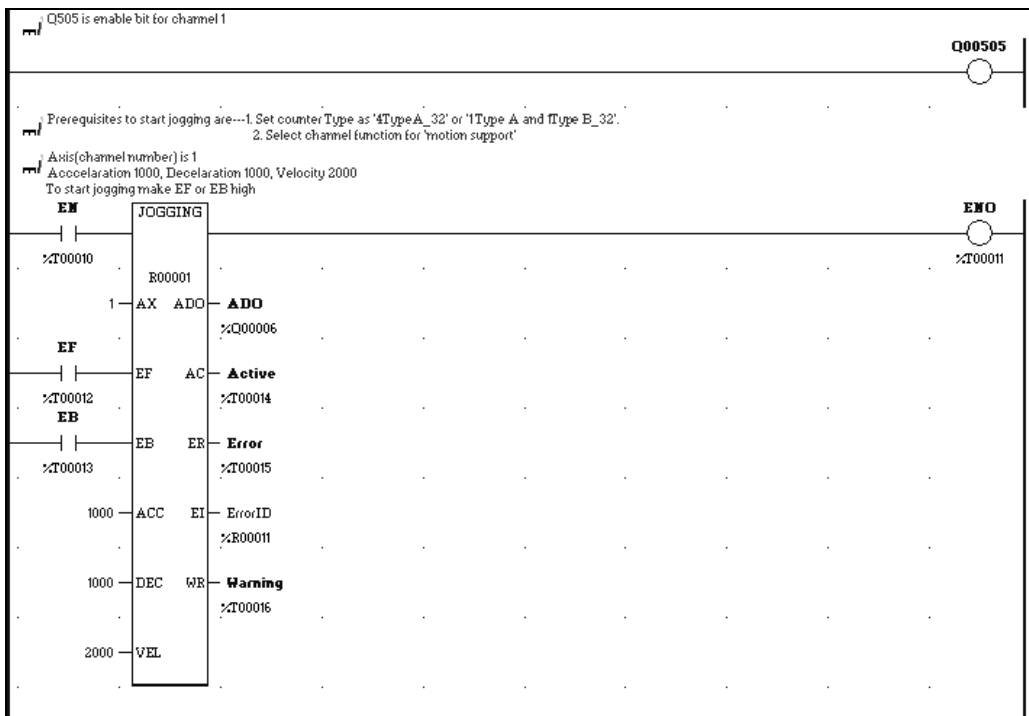 Q505 is enable bit for channel 1
Q00505
Prerequisites to start jogging are---1. Set counter Type as '4TypeA_32' or '1Type A and 1Type B_32'.
2. Select channel function for 'motion support'
Axis(channel number) is 1
Acccelaration 1000, Decelaration 1000, Velocity 2000
To start jogging make EF or EB high
EN JOGGING ENO
%T00010 %T00011
R00001
1 AX ADO ADO
%Q00006
EF
EF AC Active
%T00012 %T00014
EB
EB ER Error
%T00013 %T00015
1000 ACC EI ErrorID
%R00011
1000 DEC WR Warning
%T00016
2000 VEL